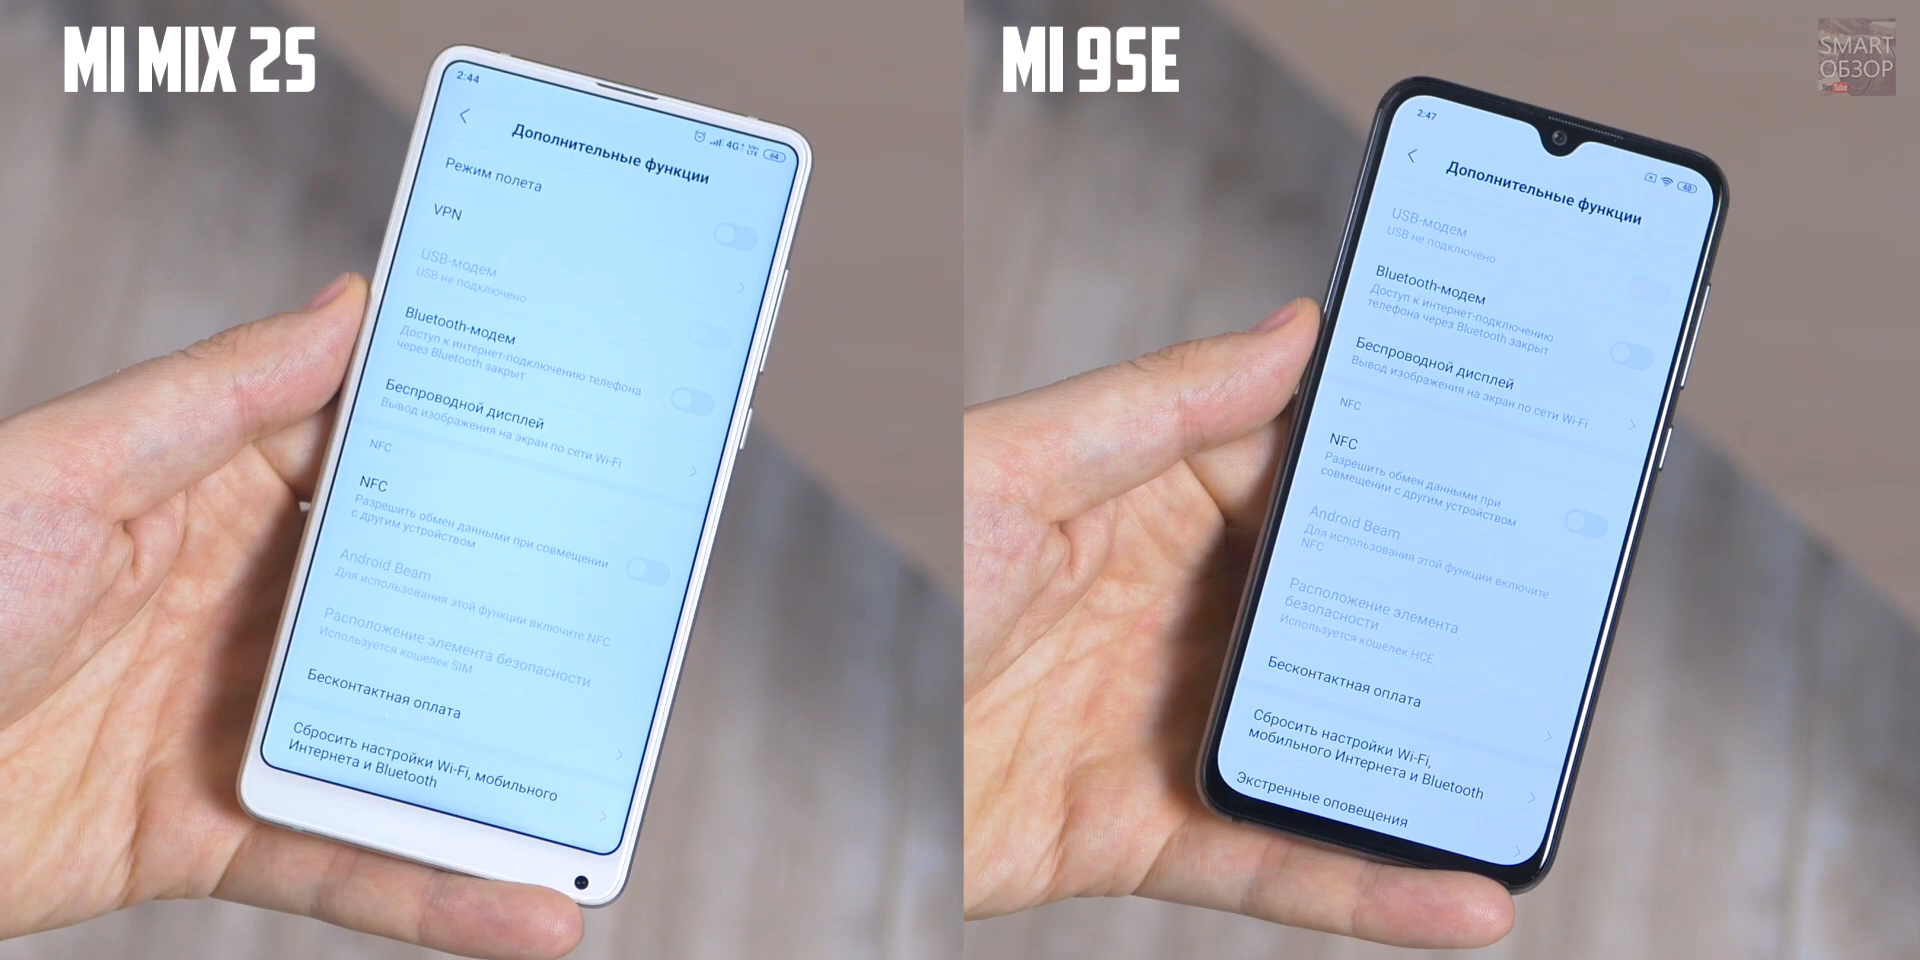 MI MIX 2S
2:44
4G+ VoLTE 64
Дополнительные функции
Режим полета
VPN
USB-модем
USB не подключено
Bluetooth-модем
Доступ к интернет-подключению телефона
через Bluetooth закрыт
Беспроводной дисплей
Вывод изображения на экран по сети Wi-Fi
NFC
NFC
Разрешить обмен данными при совмещении
с другим устройством
Android Beam
Для использования этой функции включите NFC
Расположение элемента безопасности
Используется кошелек SIM
Бесконтактная оплата
Сбросить настройки Wi-Fi, мобильного
Интернета и Bluetooth
MI 9SE
SMART
ОБЗОР
YouTube
2:47
40
Дополнительные функции
USB-модем
USB не подключено
Bluetooth-модем
Доступ к интернет-подключению
телефона через Bluetooth закрыт
Беспроводной дисплей
Вывод изображения на экран по сети Wi-Fi
NFC
NFC
Разрешить обмен данными при
совмещении с другим устройством
Android Beam
Для использования этой функции включите
NFC
Расположение элемента
безопасности
Используется кошелек HCE
Бесконтактная оплата
Сбросить настройки Wi-Fi,
мобильного Интернета и Bluetooth
Экстренные оповещения